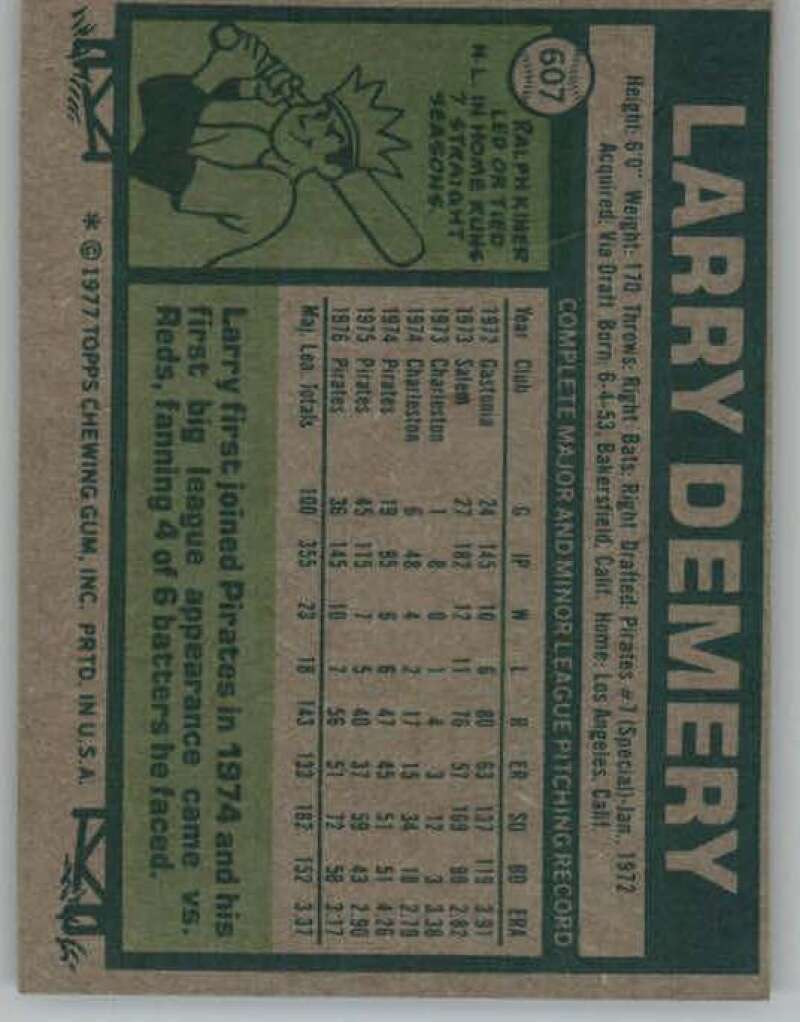 LARRY DEMERY
607
Height: 6'0" Weight: 170 Throws: Right Bats: Right Drafted: Pirates #7 (Special)-Jan., 1972
Acquired: Via Draft Born: 6-4-53, Bakersfield, Calif. Home: Los Angeles, Calif.
COMPLETE MAJOR AND MINOR LEAGUE PITCHING RECORD
Year Club G IP W L R ER SO BB ERA
1972 Gastonia 24 145 10 6 80 63 137 119 3.91
1973 Salem 27 182 17 11 76 57 169 98 2.82
1973 Charleston 1 8 0 1 4 3 12 3 3.38
1974 Charleston 6 48 4 2 17 15 34 18 2.79
1974 Pirates 19 95 6 6 47 45 51 51 4.26
1975 Pirates 45 115 7 5 40 37 59 43 2.90
1976 Pirates 36 145 10 7 56 51 72 58 3.17
Maj. Lea. Totals 100 355 23 18 143 133 182 152 3.37
RALPH KINER
LED OR TIED
N.L. IN HOME RUNS
7 STRAIGHT
SEASONS.
Larry first joined Pirates in 1974 and his
first big league appearance came vs.
Reds, fanning 4 of 6 batters he faced.
* © 1977 TOPPS CHEWING GUM, INC. PRTD. IN U.S.A.